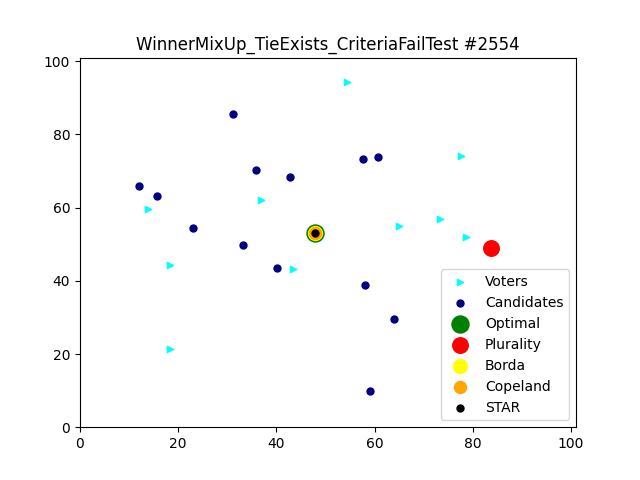 WinnerMixUp_TieExists_CriteriaFailTest #2554
100
80
60
40
20
0
0 20 40 60 80 100
Voters
Candidates
Optimal
Plurality
Borda
Copeland
STAR